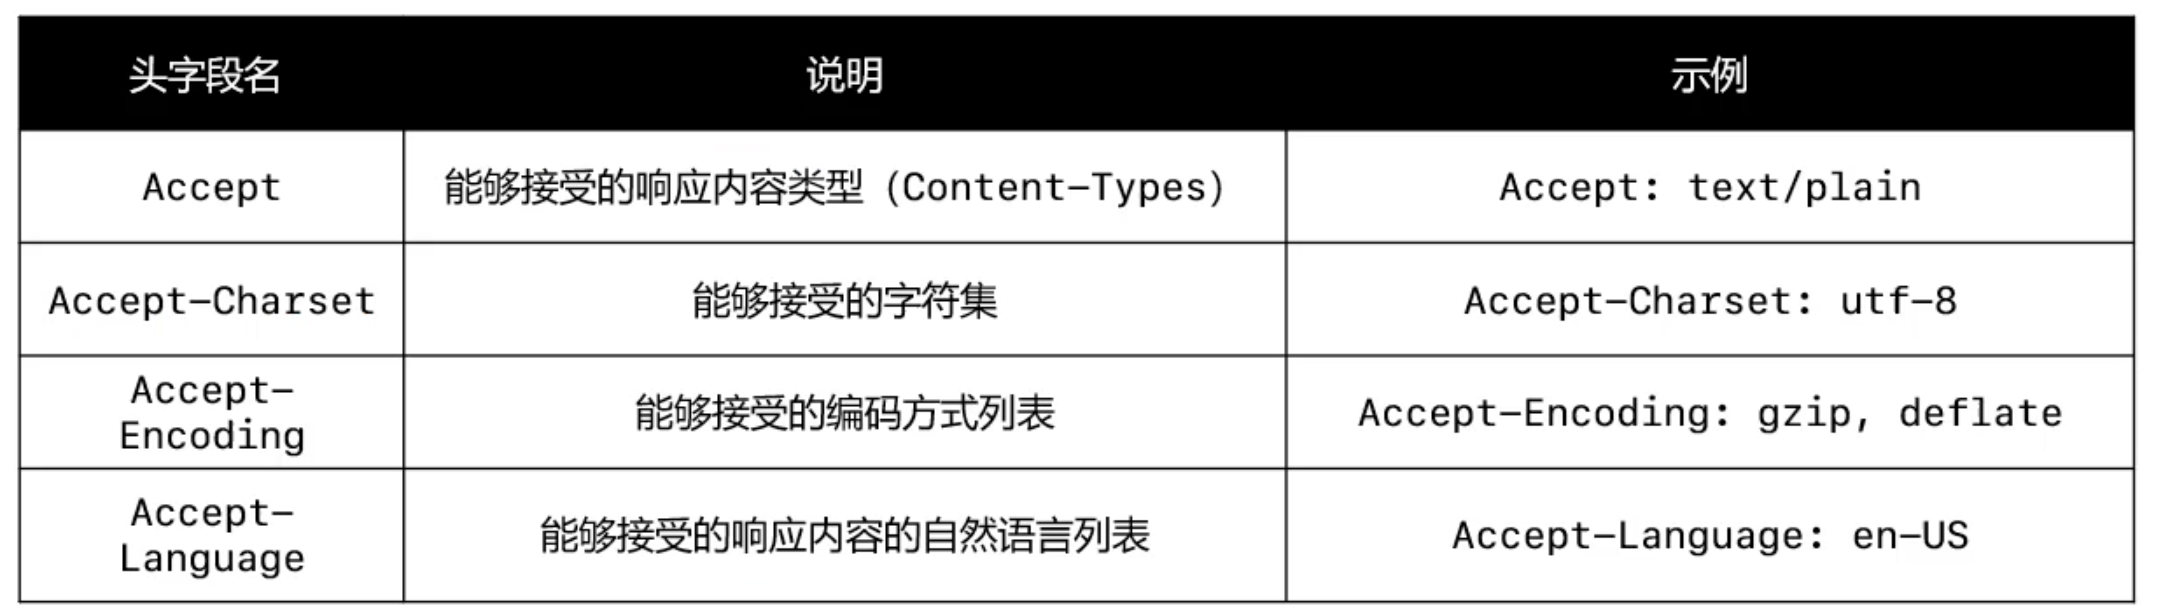 头字段名 说明 示例
Accept 能够接受的响应内容类型（Content-Types） Accept: text/plain
Accept-Charset 能够接受的字符集 Accept-Charset: utf-8
Accept-
Encoding 能够接受的编码方式列表 Accept-Encoding: gzip, deflate
Accept-
Language 能够接受的响应内容的自然语言列表 Accept-Language: en-US